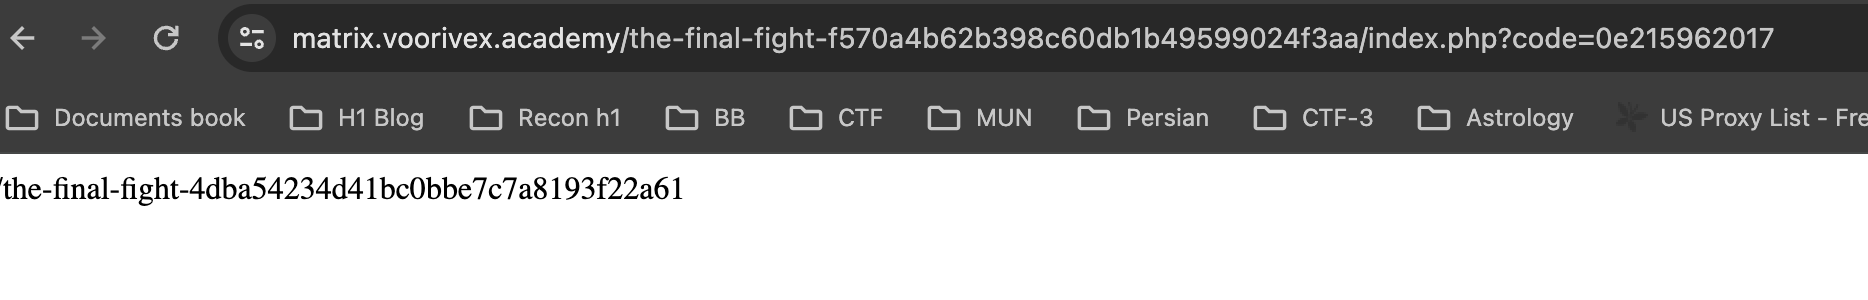 matrix.voorivex.academy/the-final-fight-f570a4b62b398c60db1b49599024f3aa/index.php?code=0e215962017
Documents book H1 Blog Recon h1 BB CTF MUN Persian CTF-3 Astrology US Proxy List - Fre
/the-final-fight-4dba54234d41bc0bbe7c7a8193f22a61